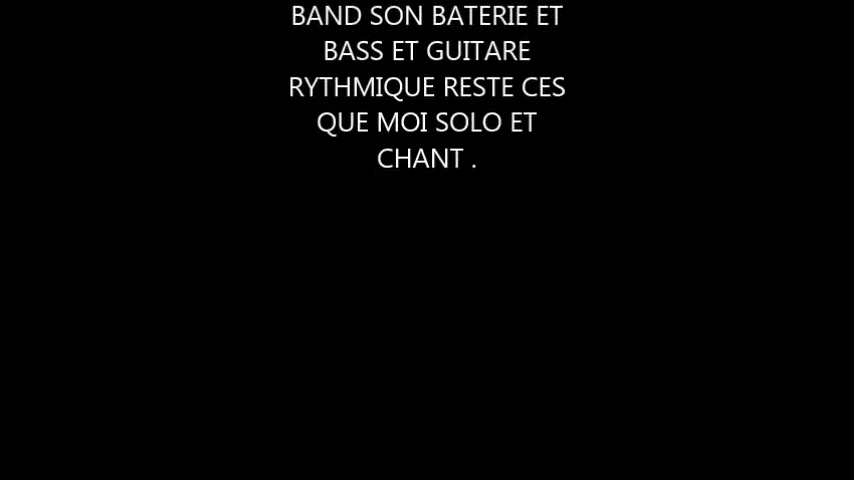 BAND SON BATERIE ET
BASS ET GUITARE
RYTHMIQUE RESTE CES
QUE MOI SOLO ET
CHANT .